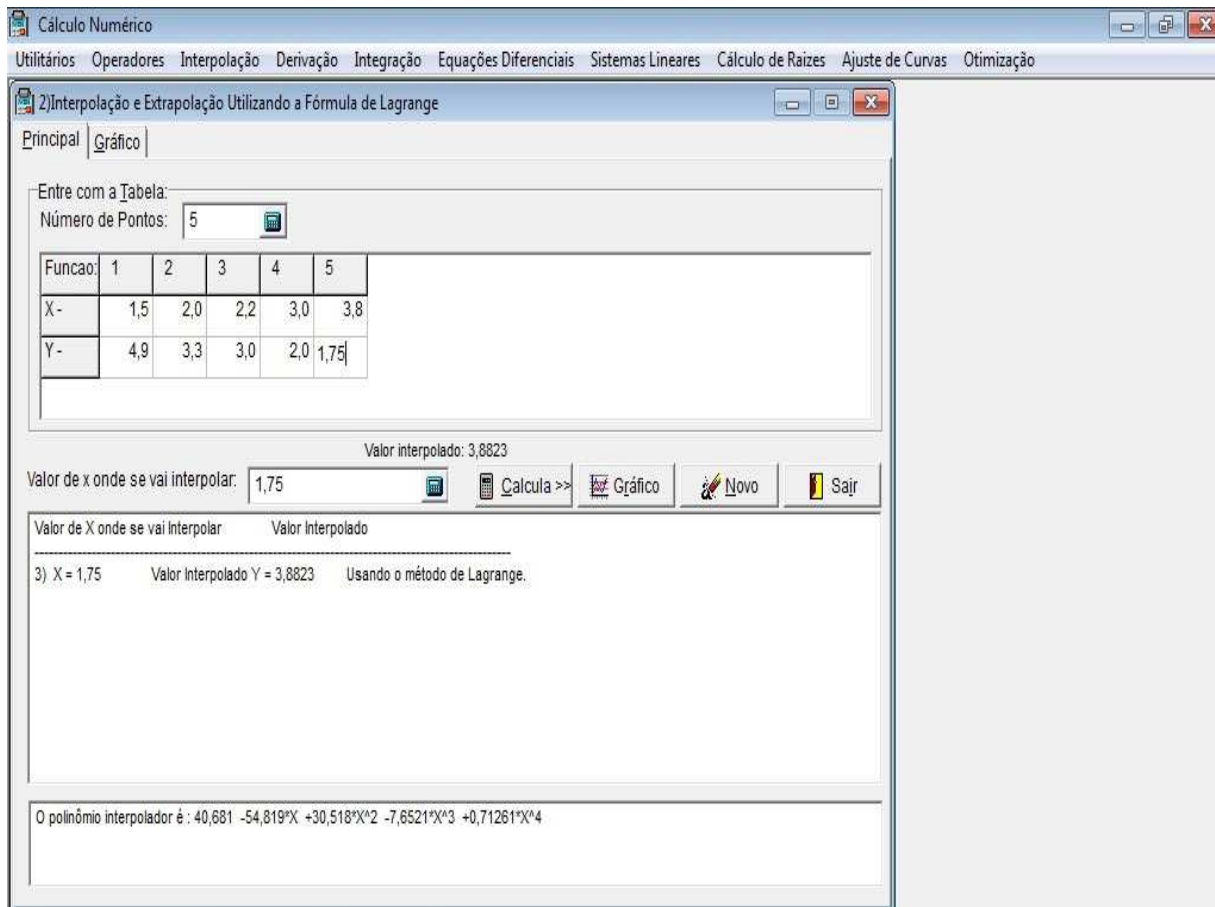 Cálculo Numérico
Utilitários Operadores Interpolação Derivação Integração Equações Diferenciais Sistemas Lineares Cálculo de Raizes Ajuste de Curvas Otimização
2)Interpolação e Extrapolação Utilizando a Fórmula de Lagrange
Principal Gráfico
Entre com a Tabela:
Número de Pontos: 5
Funcao: 1 2 3 4 5
X - 1,5 2,0 2,2 3,0 3,8
Y - 4,9 3,3 3,0 2,0 1,75
Valor interpolado: 3,8823
Valor de x onde se vai interpolar: 1,75 Calcula >> Gráfico Novo Sair
Valor de X onde se vai Interpolar Valor Interpolado
3) X = 1,75 Valor Interpolado Y = 3,8823 Usando o método de Lagrange.
O polinômio interpolador é : 40,681 -54,819*X +30,518*X^2 -7,6521*X^3 +0,71261*X^4